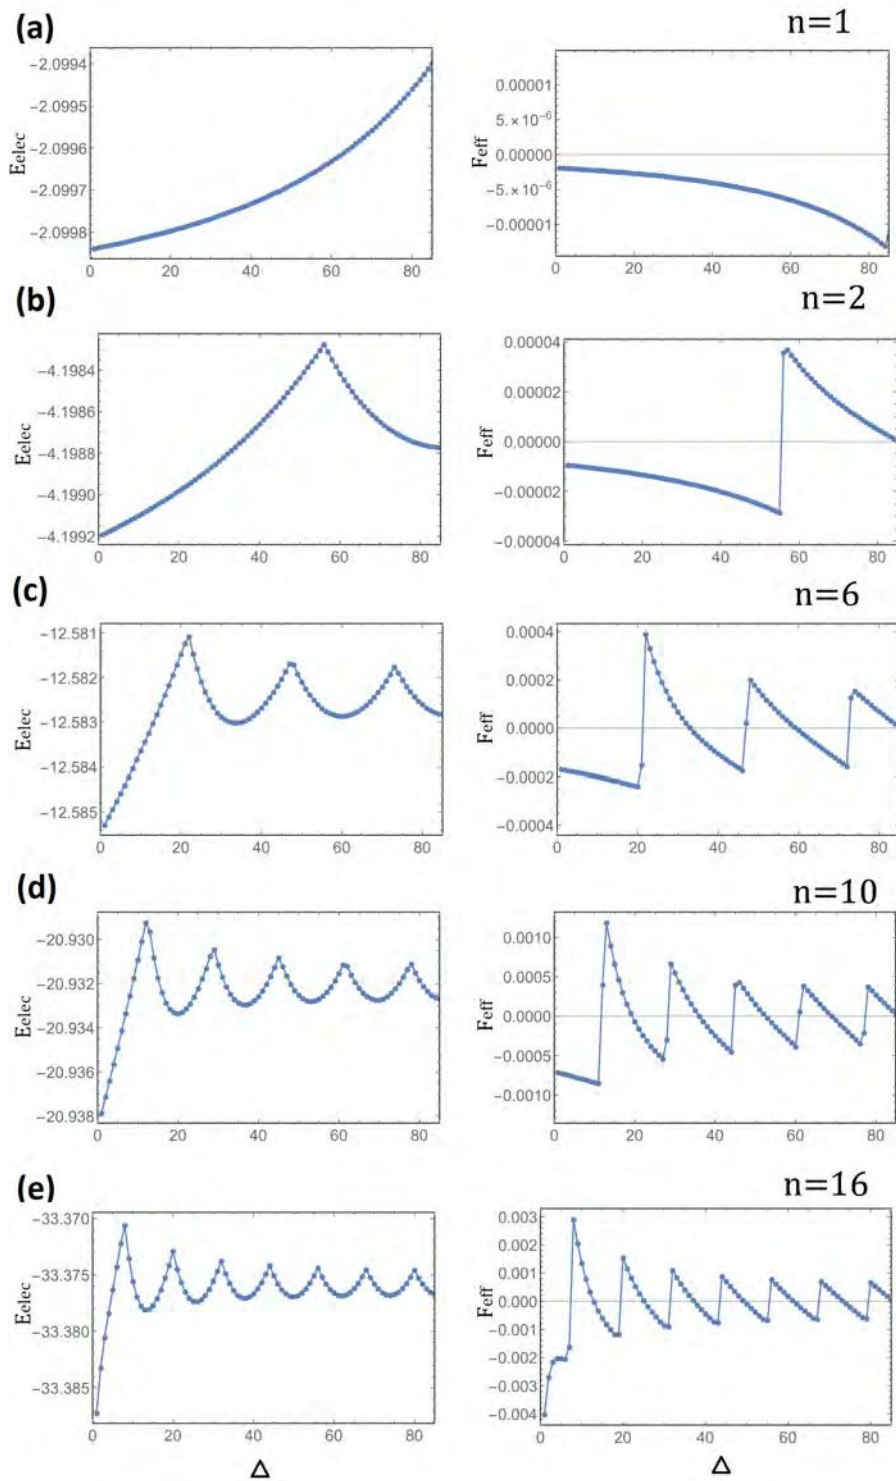 (a)
n=1
Eelec
−2.0994
−2.0995
−2.0996
−2.0997
−2.0998
0 20 40 60 80
Feff
0.00001
5.×10⁻⁶
0.00000
−5.×10⁻⁶
−0.00001
0 20 40 60 80
(b)
n=2
Eelec
−4.1984
−4.1986
−4.1988
−4.1990
−4.1992
0 20 40 60 80
Feff
0.00004
0.00002
0.00000
−0.00002
−0.00004
0 20 40 60 80
(c)
n=6
Eelec
−12.581
−12.582
−12.583
−12.584
−12.585
0 20 40 60 80
Feff
0.0004
0.0002
0.0000
−0.0002
−0.0004
0 20 40 60 80
(d)
n=10
Eelec
−20.930
−20.932
−20.934
−20.936
−20.938
0 20 40 60 80
Feff
0.0010
0.0005
0.0000
−0.0005
−0.0010
0 20 40 60 80
(e)
n=16
Eelec
−33.370
−33.375
−33.380
−33.385
0 20 40 60 80
Δ
Feff
0.003
0.002
0.001
0.000
−0.001
−0.002
−0.003
−0.004
0 20 40 60 80
Δ